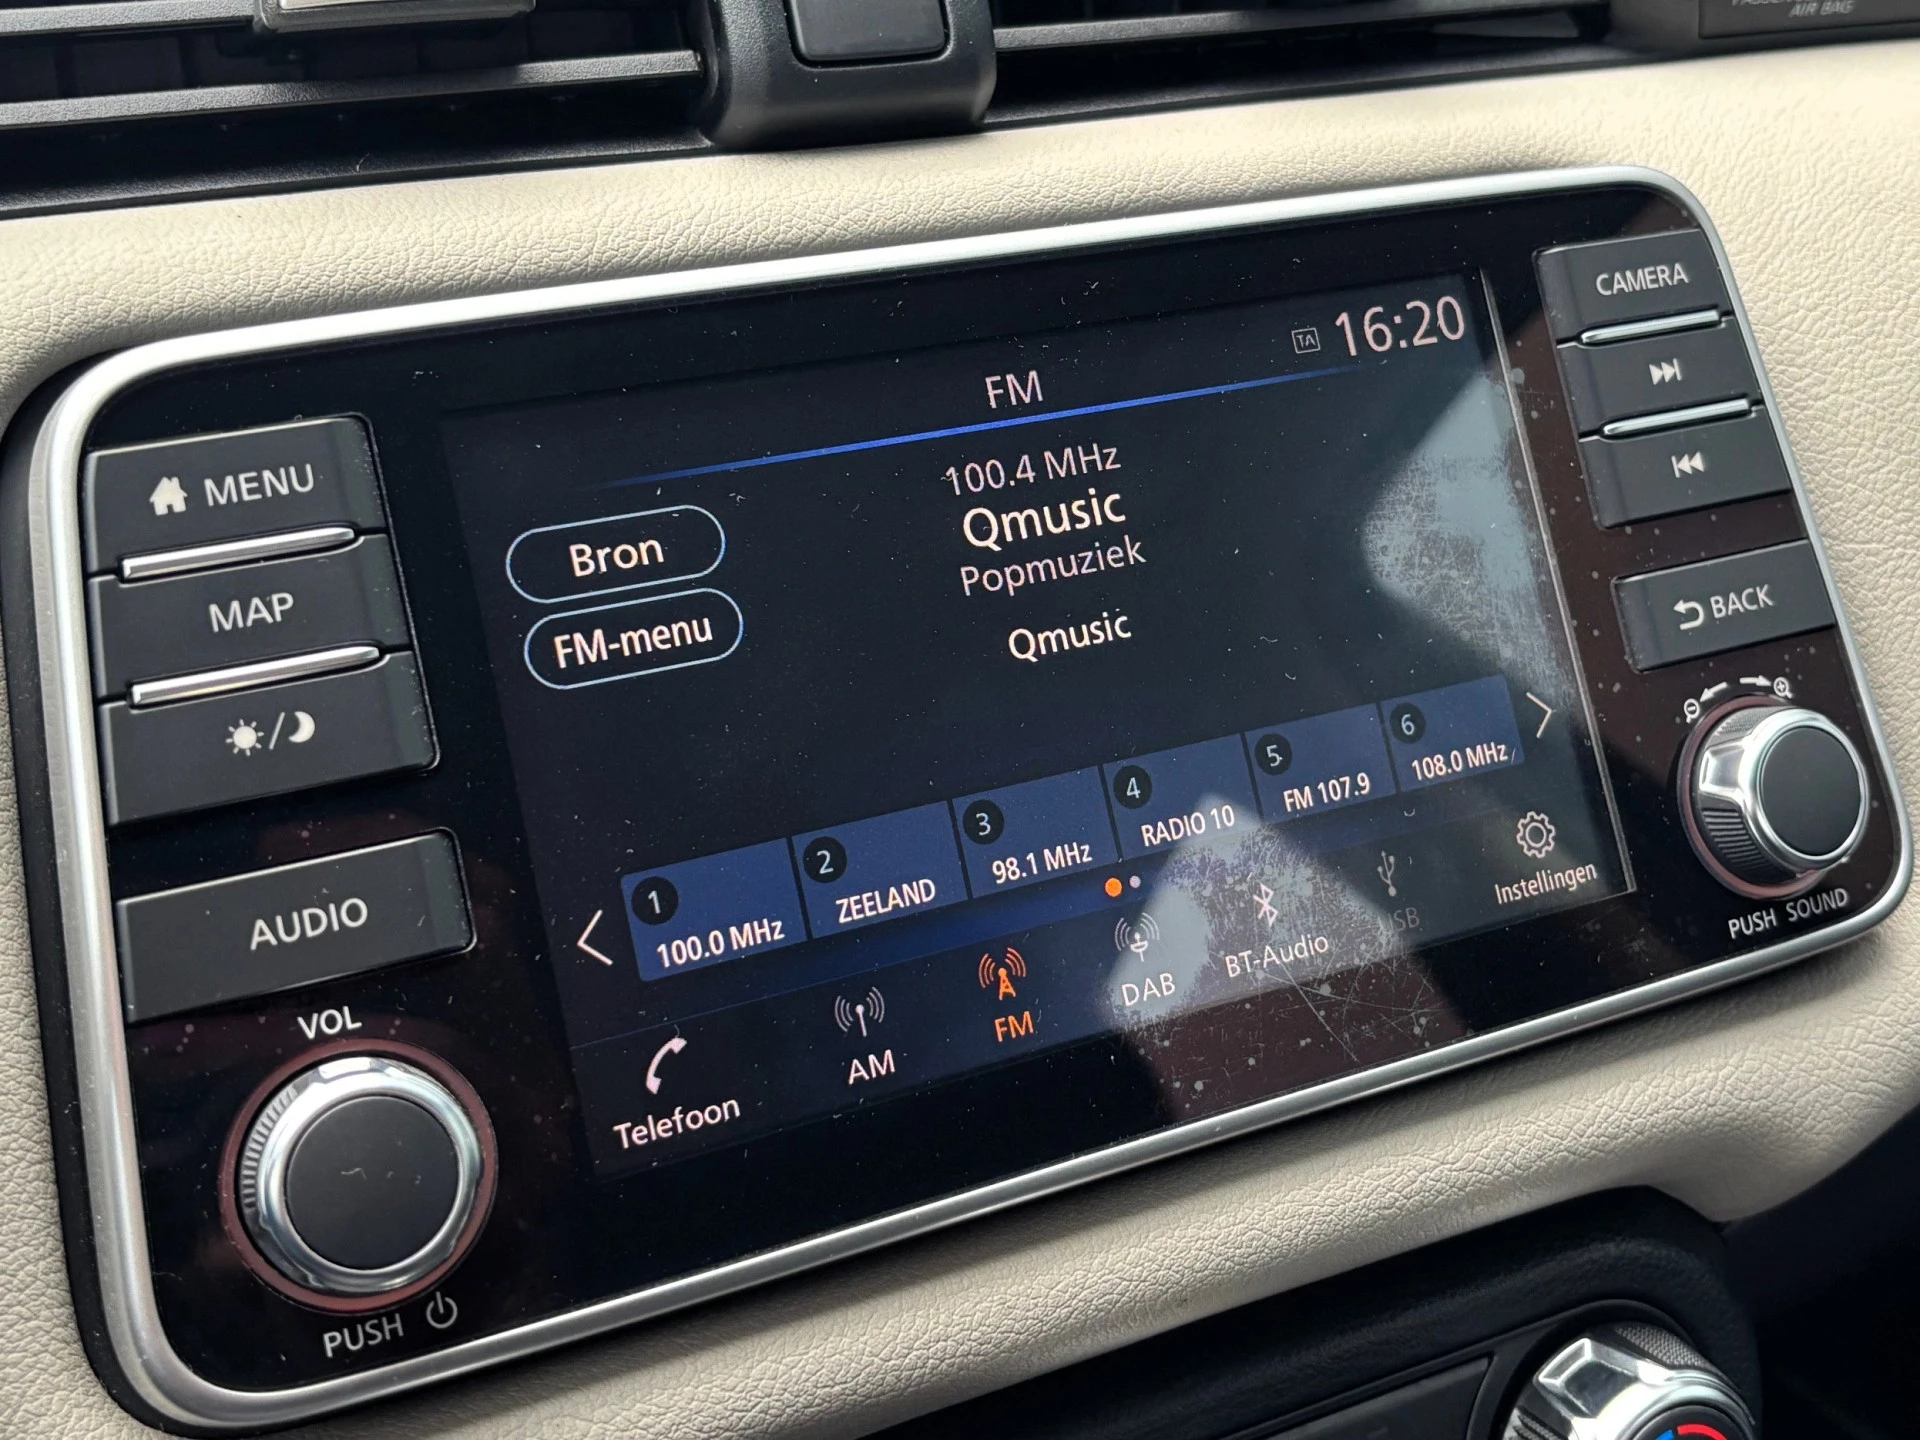 AIR BAG
CAMERA
TA 16:20
FM
MENU
100.4 MHz
Qmusic
Popmuziek
Bron
FM-menu
Qmusic
MAP
BACK
1 100.0 MHz
2 ZEELAND
3 98.1 MHz
4 RADIO 10
5 FM 107.9
6 108.0 MHz
AUDIO
Telefoon
AM
FM
DAB
BT-Audio
USB
Instellingen
VOL
PUSH
PUSH SOUND